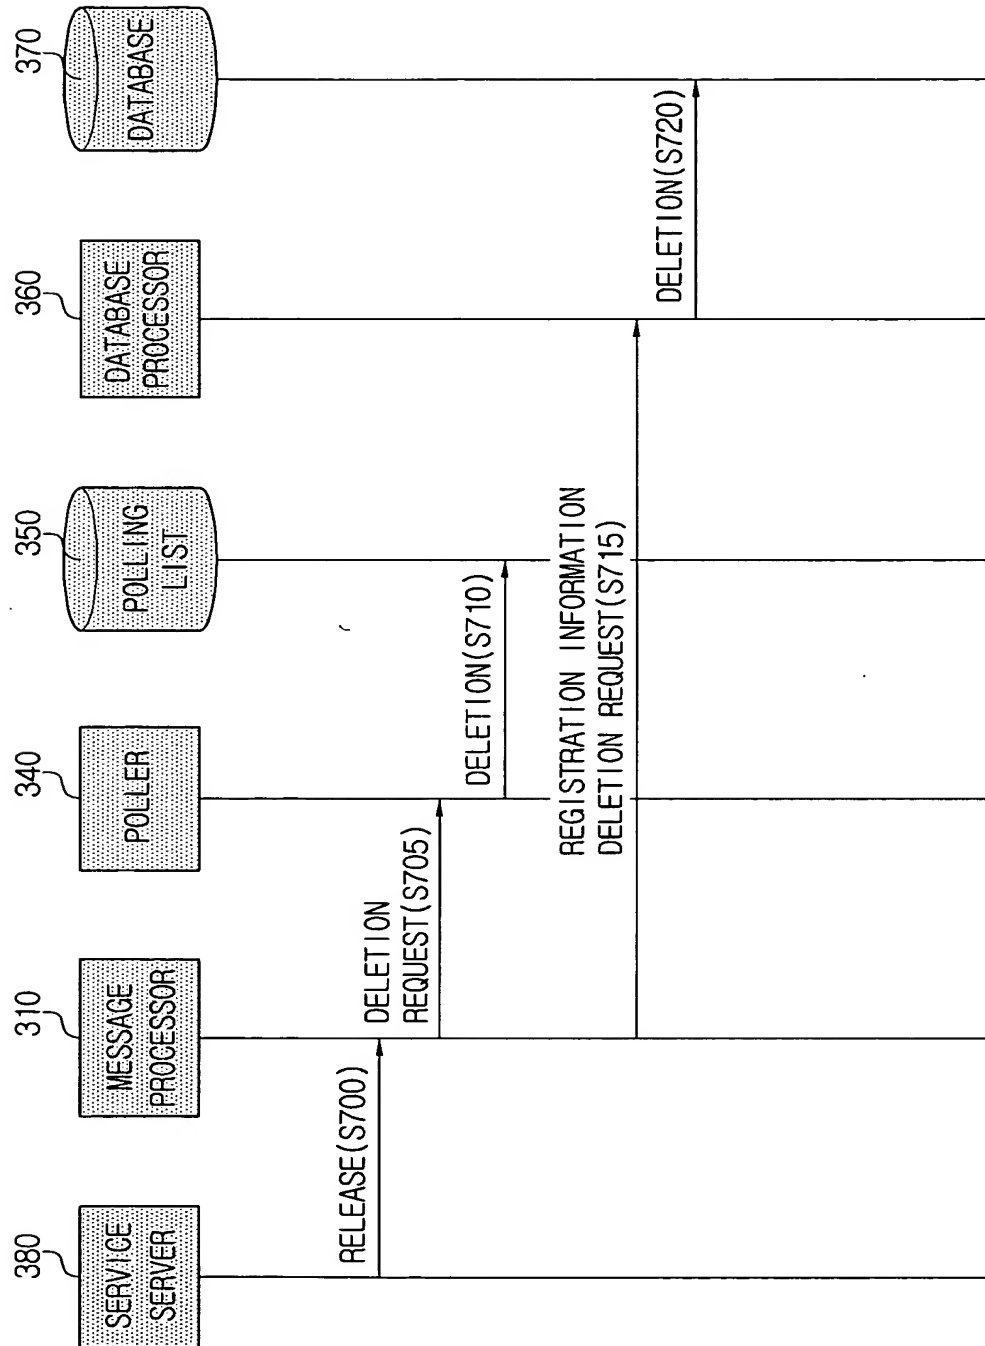 380
SERVICE
SERVER
310
MESSAGE
PROCESSOR
340
POLLER
350
POLLING
LIST
360
DATABASE
PROCESSOR
370
DATABASE
RELEASE(S700)
DELETION
REQUEST(S705)
DELETION(S710)
REGISTRATION INFORMATION
DELETION REQUEST(S715)
DELETION(S720)